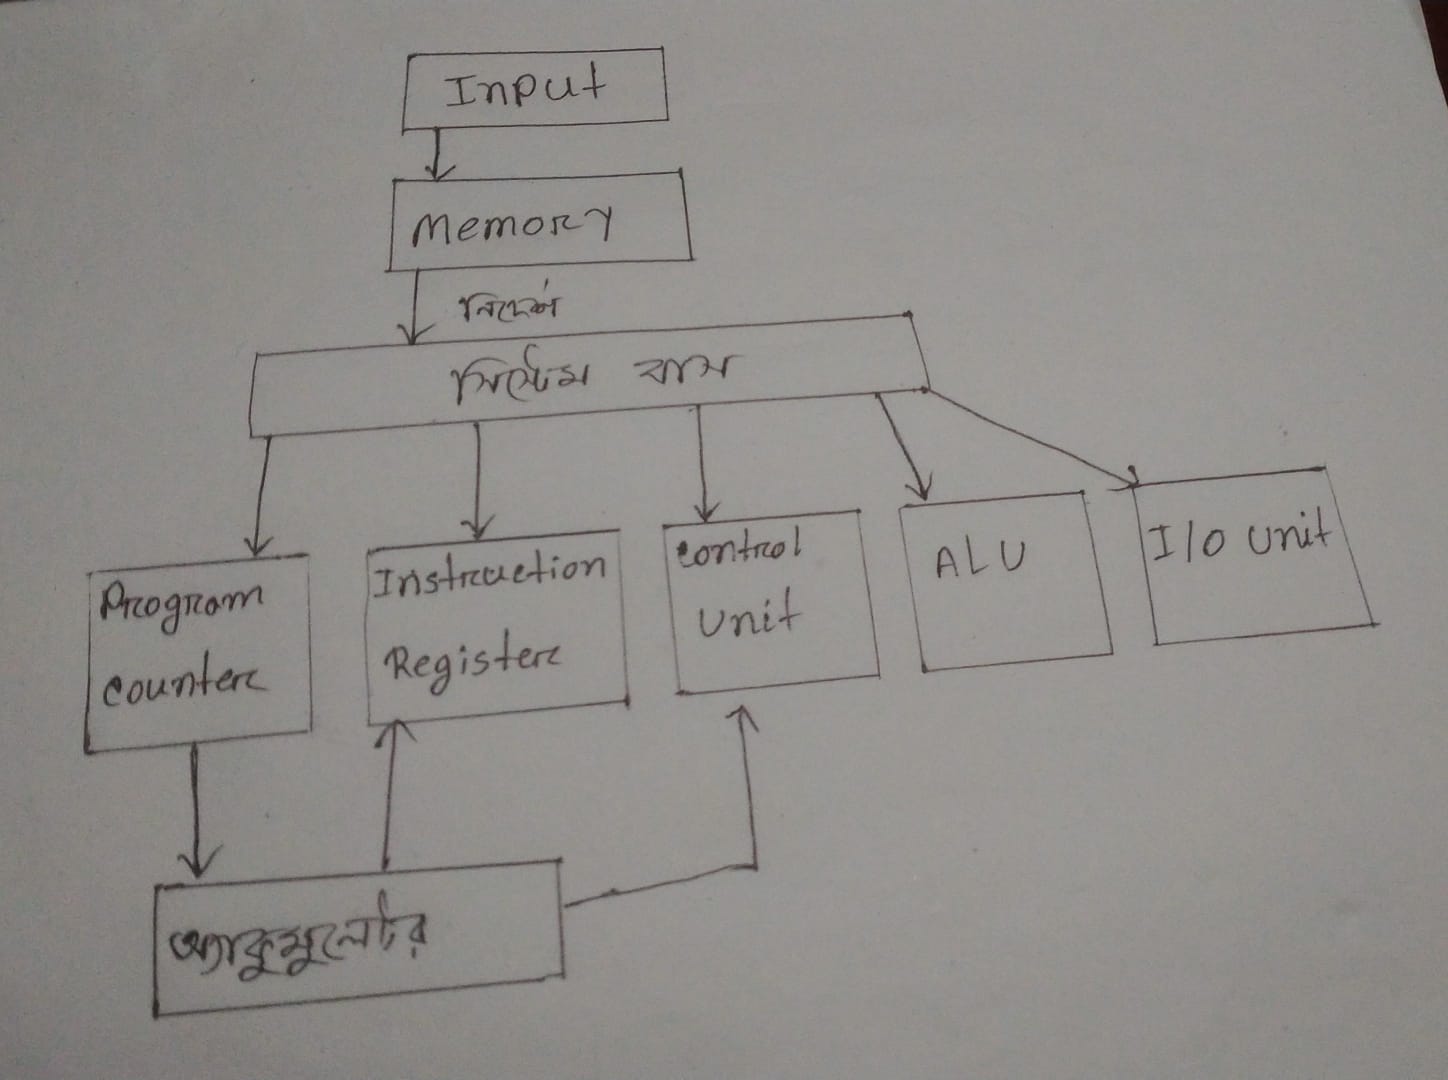 Input
Memory
নির্দেশ
সিস্টেম বাস
Program
counter
Instruction
Register
control
unit
ALU
I/O unit
অ্যাকুমুলেটর